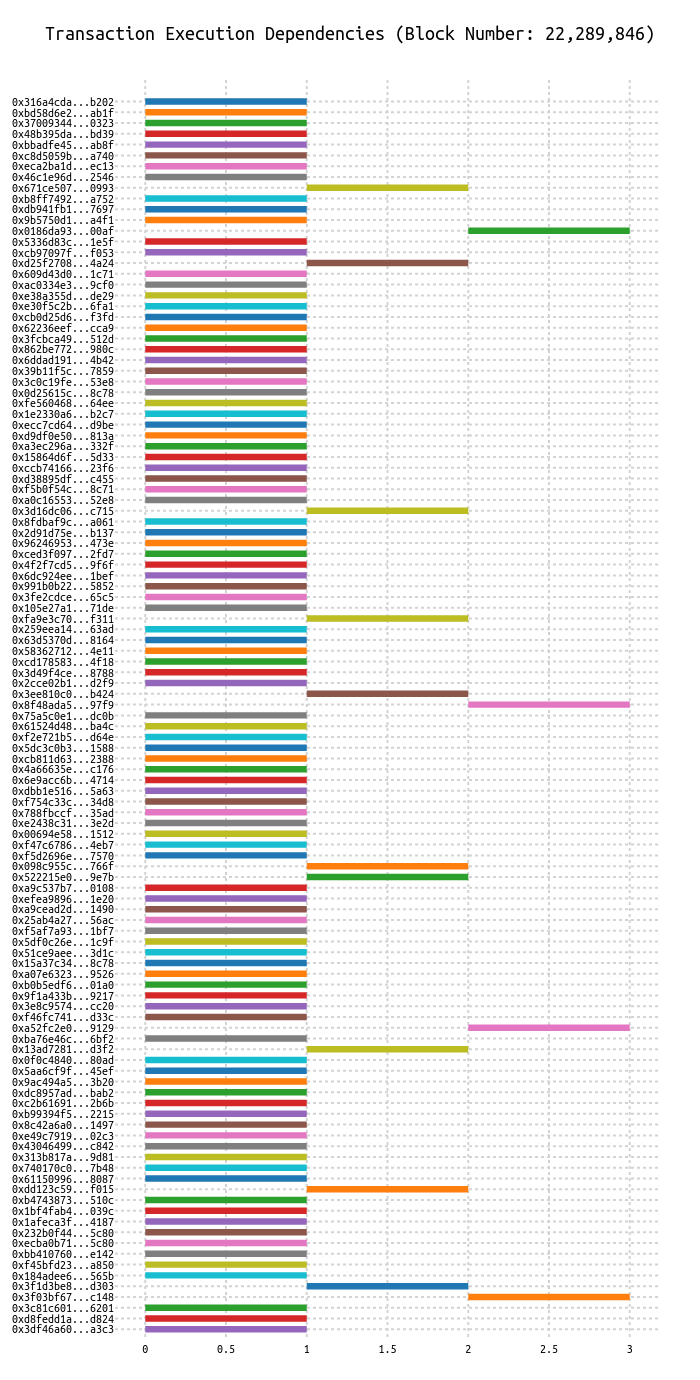 Transaction Execution Dependencies (Block Number: 22,289,846)
0x316a4cda...b202
0xbd58d6e2...ab1f
0x37009344...0323
0x48b395da...bd39
0xbbadfe45...ab8f
0xc8d5059b...a740
0xeca2ba1d...ec13
0x46c1e96d...2546
0x671ce507...0993
0xb8ff7492...a752
0xdb941fb1...7697
0x9b5750d1...a4f1
0x0186da93...00af
0x5336d83c...1e5f
0xcb97097f...f053
0xd25f2708...4a24
0x609d43d0...1c71
0xac0334e3...9cf0
0xe38a355d...de29
0xe30f5c2b...6fa1
0xcb0d25d6...f3fd
0x62236eef...cca9
0x3fcbca49...512d
0x862be772...980c
0x6ddad191...4b42
0x39b11f5c...7859
0x3c0c19fe...53e8
0x0d25615c...8c78
0xfe560468...64ee
0x1e2330a6...b2c7
0xecc7cd64...d9be
0xd9df0e50...813a
0xa3ec296a...332f
0x15864d6f...5d33
0xccb74166...23f6
0xd38895df...c455
0xf5b0f54c...8c71
0xa0c16553...52e8
0x3d16dc06...c715
0x8fdbaf9c...a061
0x2d91d75e...b137
0x96246953...473e
0xced3f097...2fd7
0x4f2f7cd5...9f6f
0x6dc924ee...1bef
0x991b0b22...5852
0x3fe2cdce...65c5
0x105e27a1...71de
0xfa9e3c70...f311
0x259eea14...63ad
0x63d5370d...8164
0x58362712...4e11
0xcd178583...4f18
0x3d49f4ce...8788
0x2cce02b1...d2f9
0x3ee810c0...b424
0x8f48ada5...97f9
0x75a5c0e1...dc0b
0x61524d48...ba4c
0xf2e721b5...d64e
0x5dc3c0b3...1588
0xcb811d63...2388
0x4a66635e...c176
0x6e9acc6b...4714
0xdbb1e516...5a63
0xf754c33c...34d8
0x788fbccf...35ad
0xe2438c31...3e2d
0x00694e58...1512
0xf47c6786...4eb7
0xf5d2696e...7570
0x098c955c...766f
0x522215e0...9e7b
0xa9c537b7...0108
0xefea9896...1e20
0xa9cead2d...1490
0x25ab4a27...56ac
0xf5af7a93...1bf7
0x5df0c26e...1c9f
0x51ce9aee...3d1c
0x15a37c34...8c78
0xa07e6323...9526
0xb0b5edf6...01a0
0x9f1a433b...9217
0x3e8c9574...cc20
0xf46fc741...d33c
0xa52fc2e0...9129
0xba76e46c...6bf2
0x13ad7281...d3f2
0x0f0c4840...80ad
0x5aa6cf9f...45ef
0x9ac494a5...3b20
0xdc8957ad...bab2
0xc2b61691...2b6b
0xb99394f5...2215
0x8c42a6a0...1497
0xe49c7919...02c3
0x43046499...c842
0x313b817a...9d81
0x740170c0...7b48
0x61150996...8087
0xdd123c59...f015
0xb4743873...510c
0x1bf4fab4...039c
0x1afeca3f...4187
0x232b0f44...5c80
0xecba0b71...5c80
0xbb410760...e142
0xf45bfd23...a850
0x184adee6...565b
0x3f1d3be8...d303
0x3f03bf67...c148
0x3c81c601...6201
0xd8fedd1a...d824
0x3df46a60...a3c3
0 0.5 1 1.5 2 2.5 3